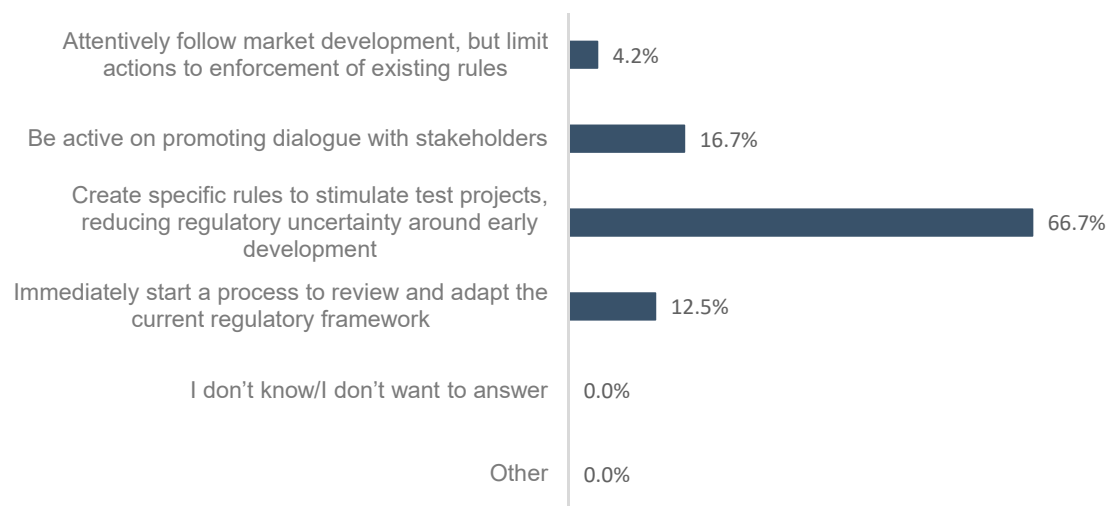 Attentively follow market development, but limit
actions to enforcement of existing rules
4.2%
Be active on promoting dialogue with stakeholders
16.7%
Create specific rules to stimulate test projects,
reducing regulatory uncertainty around early
development
66.7%
Immediately start a process to review and adapt the
current regulatory framework
12.5%
I don’t know/I don’t want to answer
0.0%
Other
0.0%